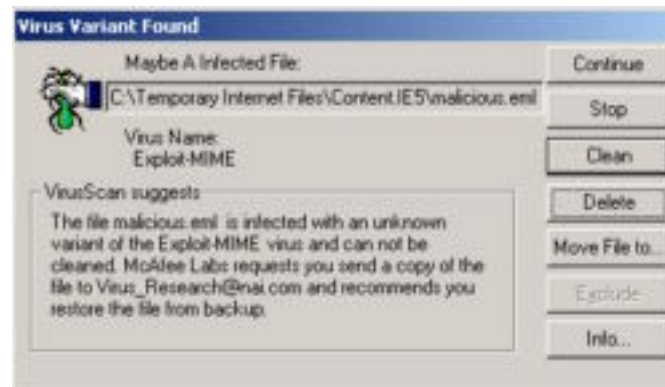 Virus Variant Found
Maybe A Infected File:
C:\Temporary Internet Files\Content.IE5\malicious.eml
Virus Name:
Exploit-MIME
VirusScan suggests
The file malicious.eml is infected with an unknown
variant of the Exploit-MIME virus and can not be
cleaned. McAfee Labs requests you send a copy of the
file to Virus_Research@nai.com and recommends you
restore the file from backup.
Continue
Stop
Clean
Delete
Move File to...
Exclude
Info...